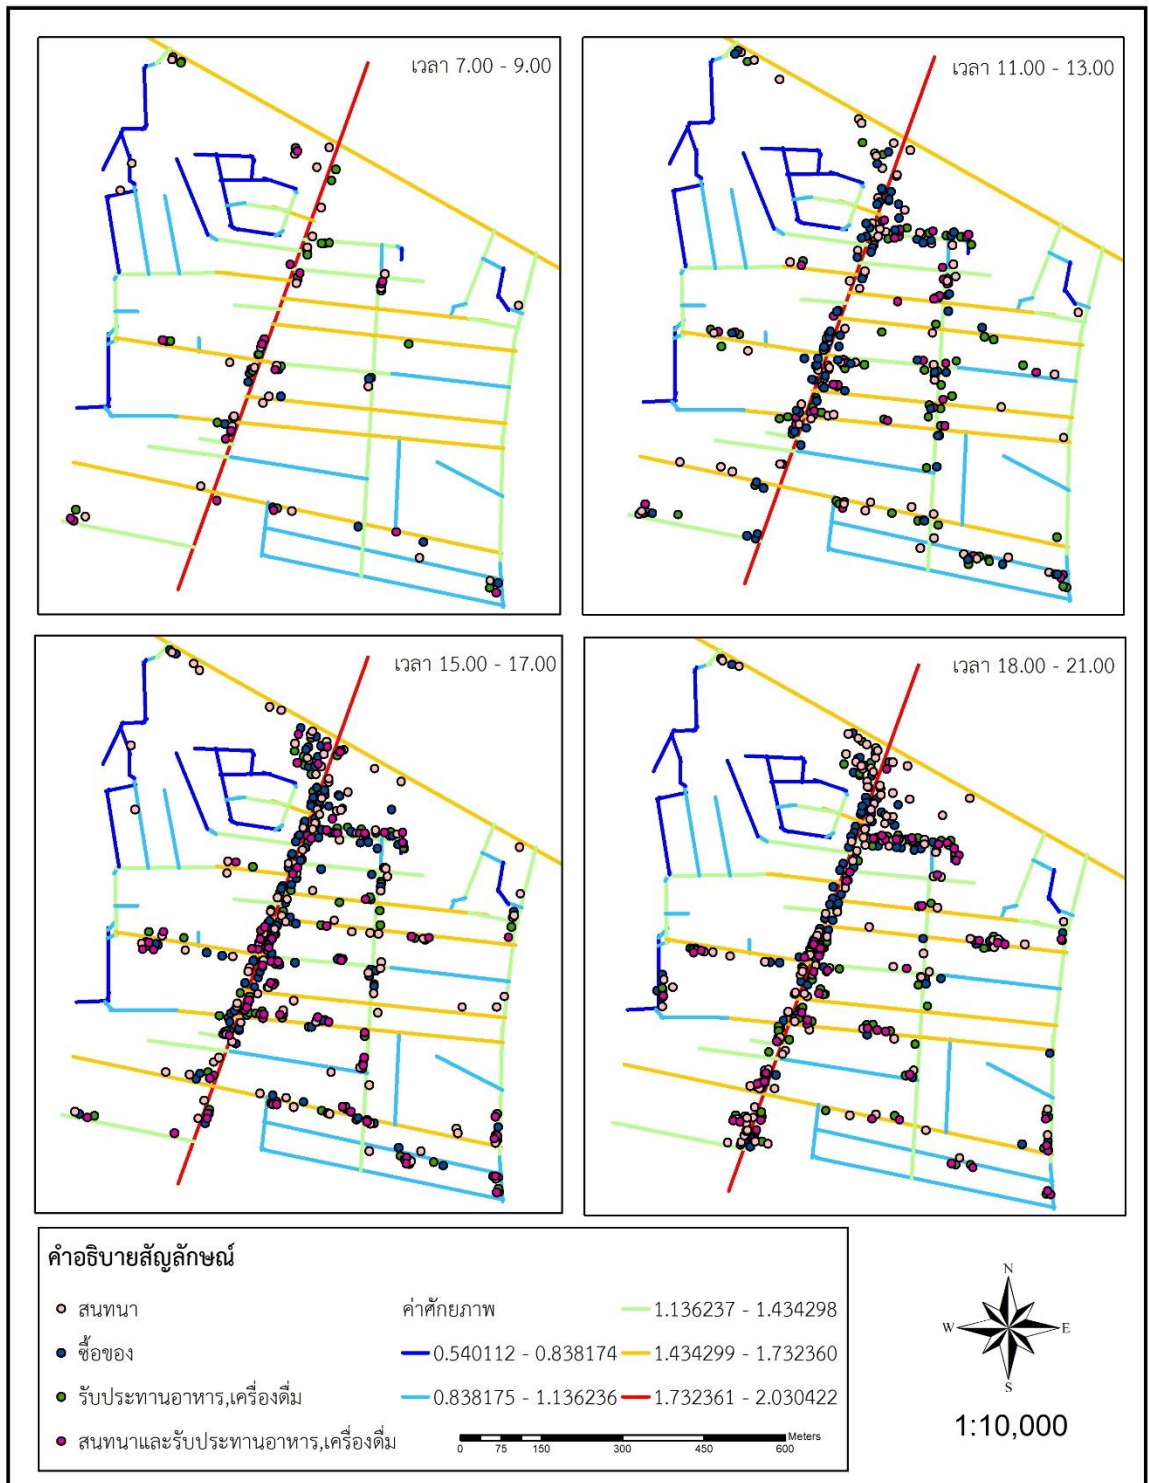 เวลา 7.00 - 9.00
เวลา 11.00 - 13.00
เวลา 15.00 - 17.00
เวลา 18.00 - 21.00
คำอธิบายสัญลักษณ์
สนทนา
ซื้อของ
รับประทานอาหาร,เครื่องดื่ม
สนทนาและรับประทานอาหาร,เครื่องดื่ม
ค่าศักยภาพ
0.540112 - 0.838174
0.838175 - 1.136236
1.136237 - 1.434298
1.434299 - 1.732360
1.732361 - 2.030422
Meters
0 75 150 300 450 600
N
W E
S
1:10,000